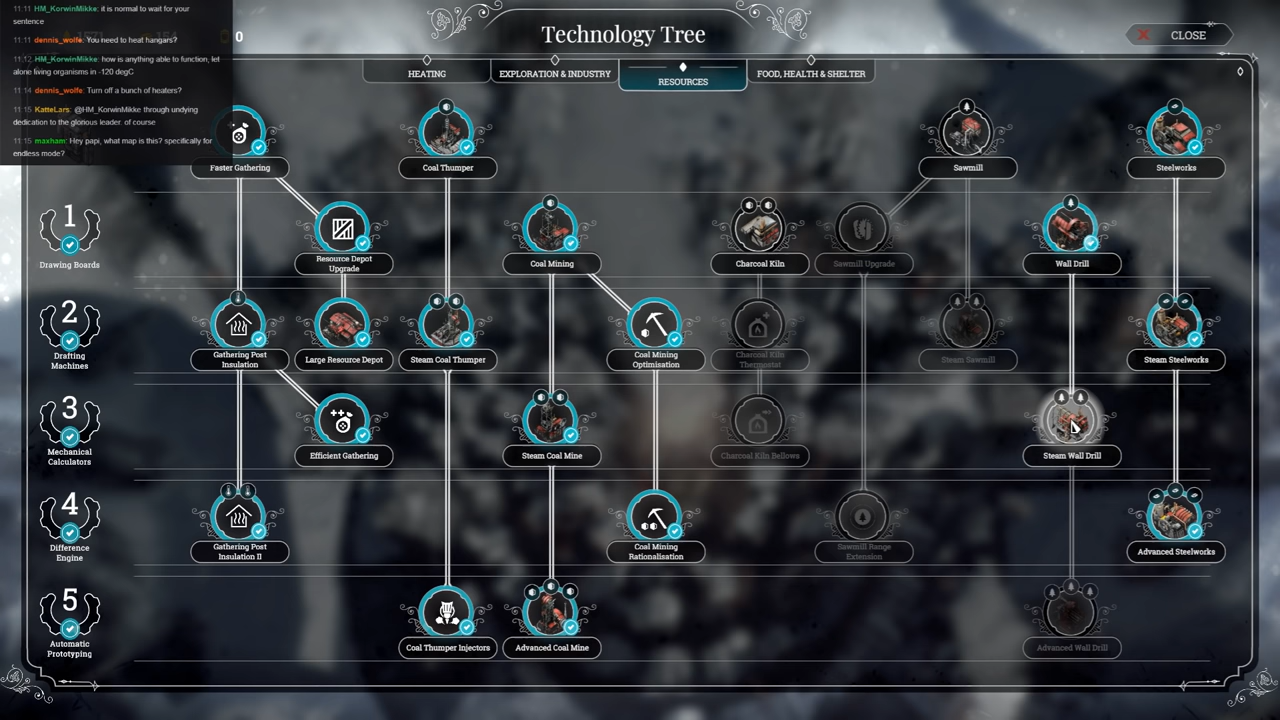 11:11 HM_KorwinMikke: it is normal to wait for your
sentence
11:11 dennis_wolfe: You need to heat hangars?
11:12 HM_KorwinMikke: how is anything able to function, let
alone living organisms in -120 degC
11:14 dennis_wolfe: Turn off a bunch of heaters?
11:15 KatteLars: @HM_KorwinMikke through undying
dedication to the glorious leader. of course
11:15 maxham: Hey papi, what map is this? specifically for
endless mode?
0
Technology Tree
CLOSE
HEATING
EXPLORATION & INDUSTRY
RESOURCES
FOOD, HEALTH & SHELTER
Faster Gathering
Coal Thumper
Sawmill
Steelworks
1
Drawing Boards
Resource Depot
Upgrade
Coal Mining
Charcoal Kiln
Sawmill Upgrade
Wall Drill
2
Drafting
Machines
Gathering Post
Insulation
Large Resource Depot
Steam Coal Thumper
Coal Mining
Optimisation
Charcoal Kiln
Thermostat
Steam Sawmill
Steam Steelworks
3
Mechanical
Calculators
Efficient Gathering
Steam Coal Mine
Charcoal Kiln Bellows
Steam Wall Drill
4
Difference
Engine
Gathering Post
Insulation II
Coal Mining
Rationalisation
Sawmill Range
Extension
Advanced Steelworks
5
Automatic
Prototyping
Coal Thumper Injectors
Advanced Coal Mine
Advanced Wall Drill